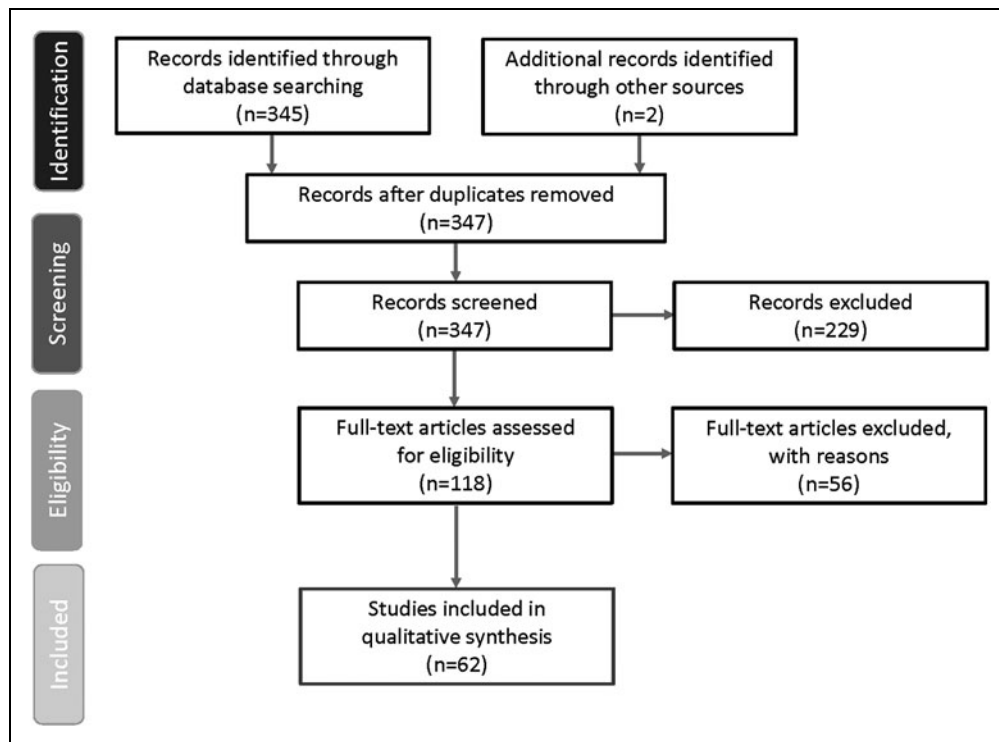 Identification
Records identified through
database searching
(n=345)
Additional records identified
through other sources
(n=2)
Records after duplicates removed
(n=347)
Screening
Records screened
(n=347)
Records excluded
(n=229)
Eligibility
Full-text articles assessed
for eligibility
(n=118)
Full-text articles excluded,
with reasons
(n=56)
Included
Studies included in
qualitative synthesis
(n=62)